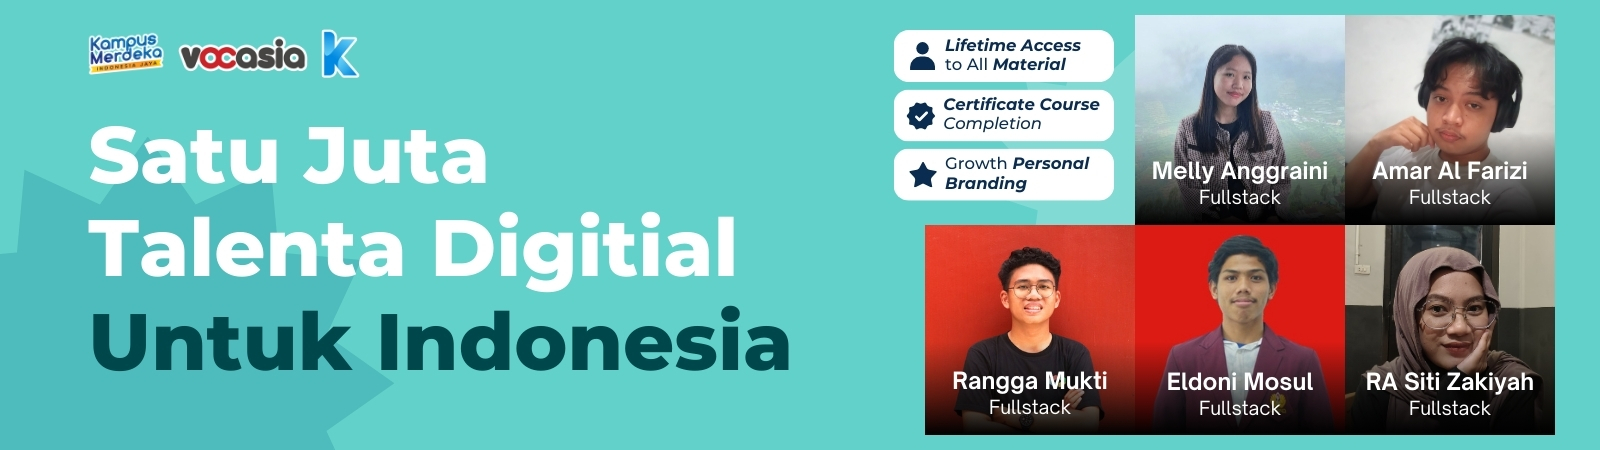 Kampus
Merdeka
INDONESIA JAYA
vocasia
Satu Juta
Talenta Digitial
Untuk Indonesia
Lifetime Access
to All Material
Certificate Course
Completion
Growth Personal
Branding
Melly Anggraini
Fullstack
Amar Al Farizi
Fullstack
Rangga Mukti
Fullstack
Eldoni Mosul
Fullstack
RA Siti Zakiyah
Fullstack